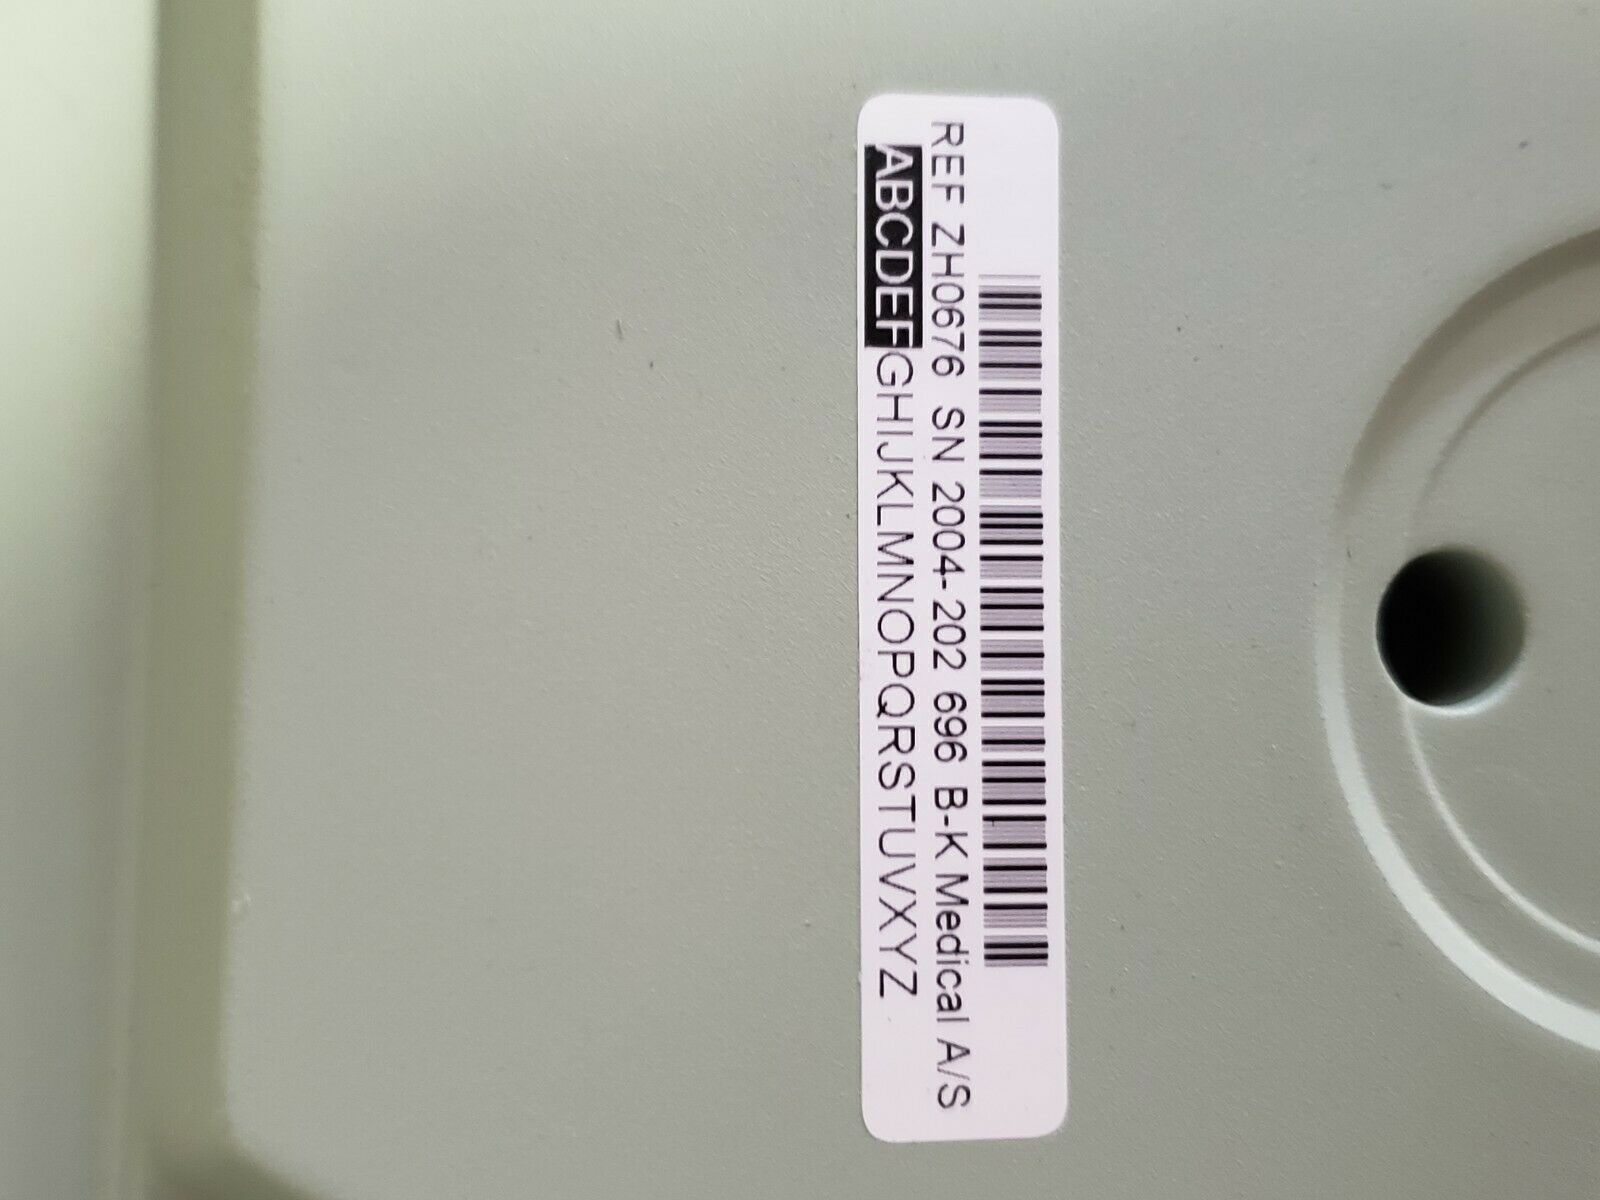 REF ZH0676 SN 2004-202 696 B-K Medical A/S
ABCDEFGHIJKLMNOPQRSTUVXYZ